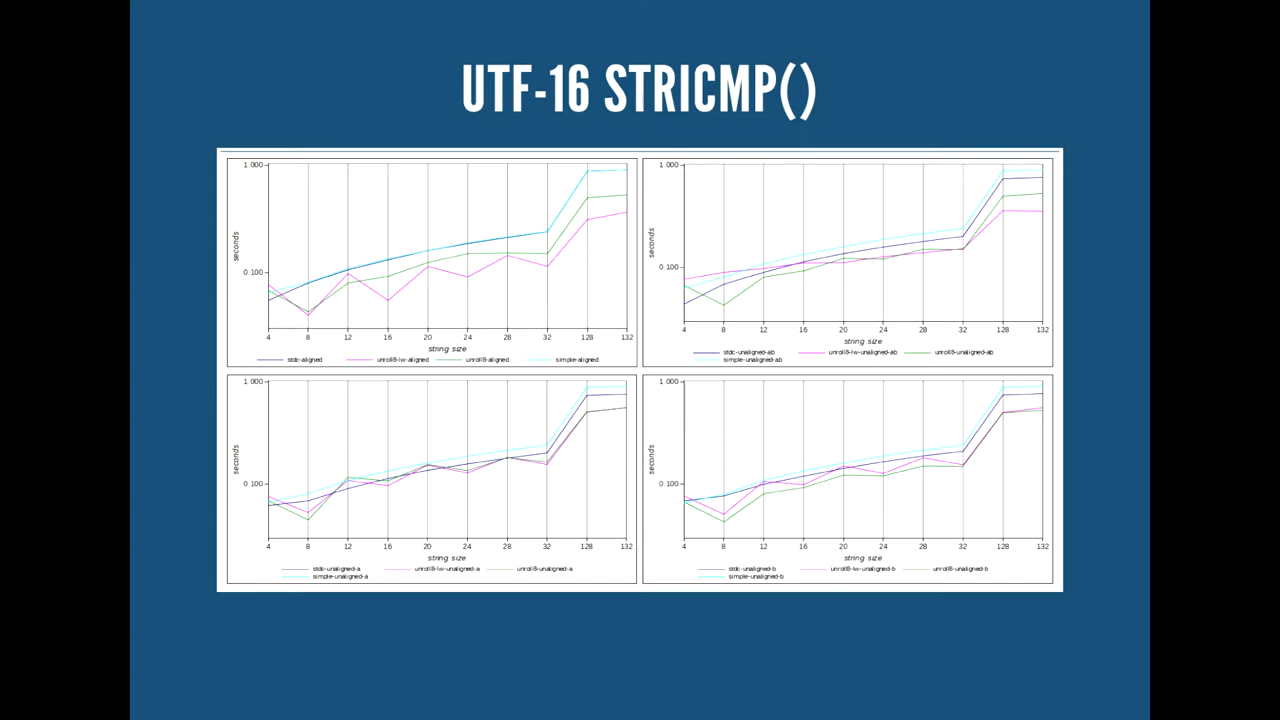 UTF-16 STRICMP()
1 000
0.100
seconds
4 8 12 16 20 24 28 32 128 132
string size
stdc-aligned unroll8-lw-aligned unroll8-aligned simple-aligned
1 000
0.100
seconds
4 8 12 16 20 24 28 32 128 132
string size
stdc-unaligned-ab unroll8-lw-unaligned-ab unroll8-unaligned-ab
simple-unaligned-ab
1 000
0 100
seconds
4 8 12 16 20 24 28 32 128 132
string size
stdc-unaligned-a unroll8-lw-unaligned-a unroll8-unaligned-a
simple-unaligned-a
1 000
0 100
seconds
4 8 12 16 20 24 28 32 128 132
string size
stdc-unaligned-b unroll8-lw-unaligned-b unroll8-unaligned-b
simple-unaligned-b